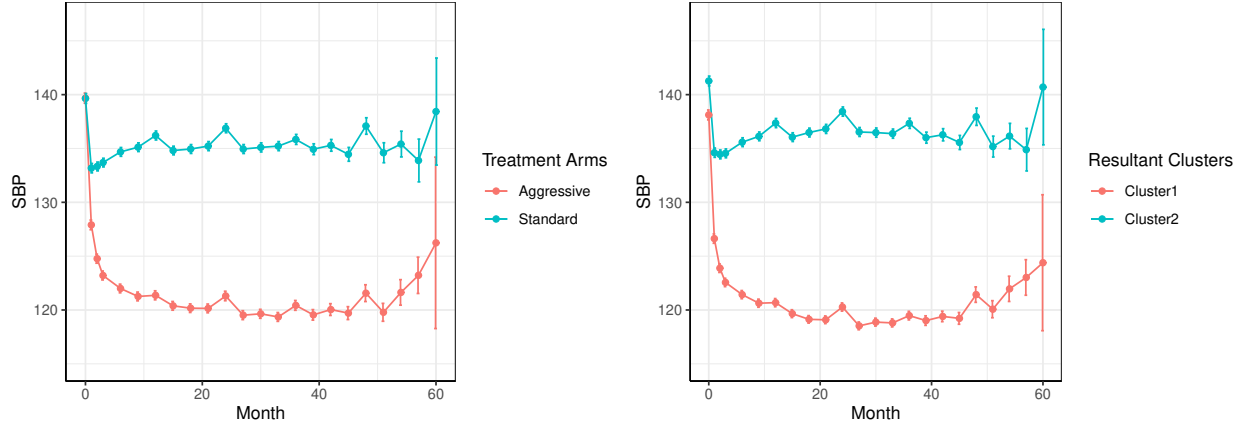 140
130
120
SBP
0
20
40
60
Month
Treatment Arms
Aggressive
Standard
140
130
120
SBP
0
20
40
60
Month
Resultant Clusters
Cluster1
Cluster2